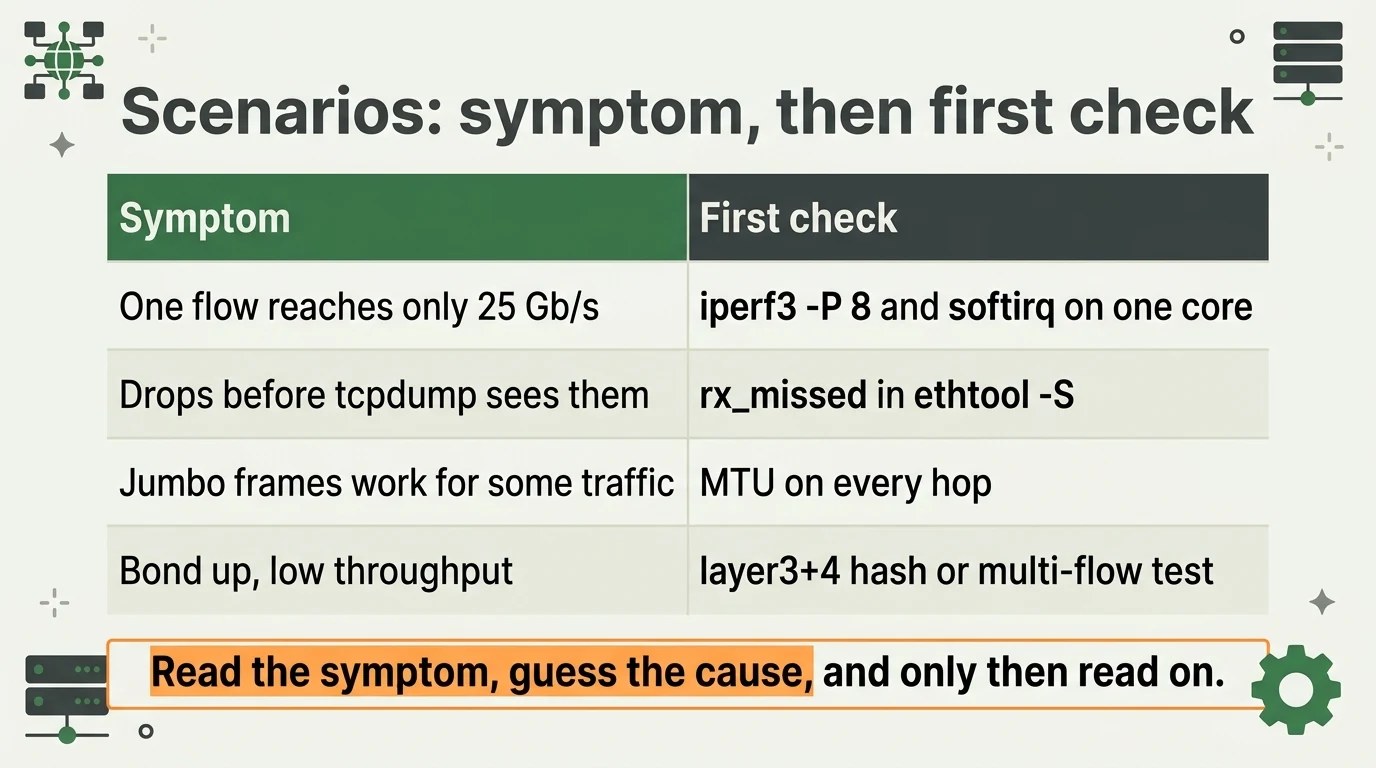 Scenarios: symptom, then first check
Symptom
First check
One flow reaches only 25 Gb/s
iperf3 -P 8 and softirq on one core
Drops before tcpdump sees them
rx_missed in ethtool -S
Jumbo frames work for some traffic
MTU on every hop
Bond up, low throughput
layer3+4 hash or multi-flow test
Read the symptom, guess the cause, and only then read on.